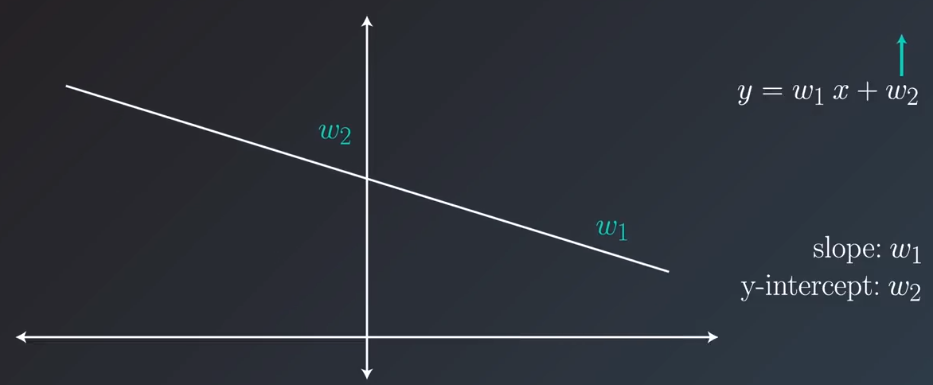 y = w₁ x + w₂
w₂
w₁
slope: w₁
y-intercept: w₂